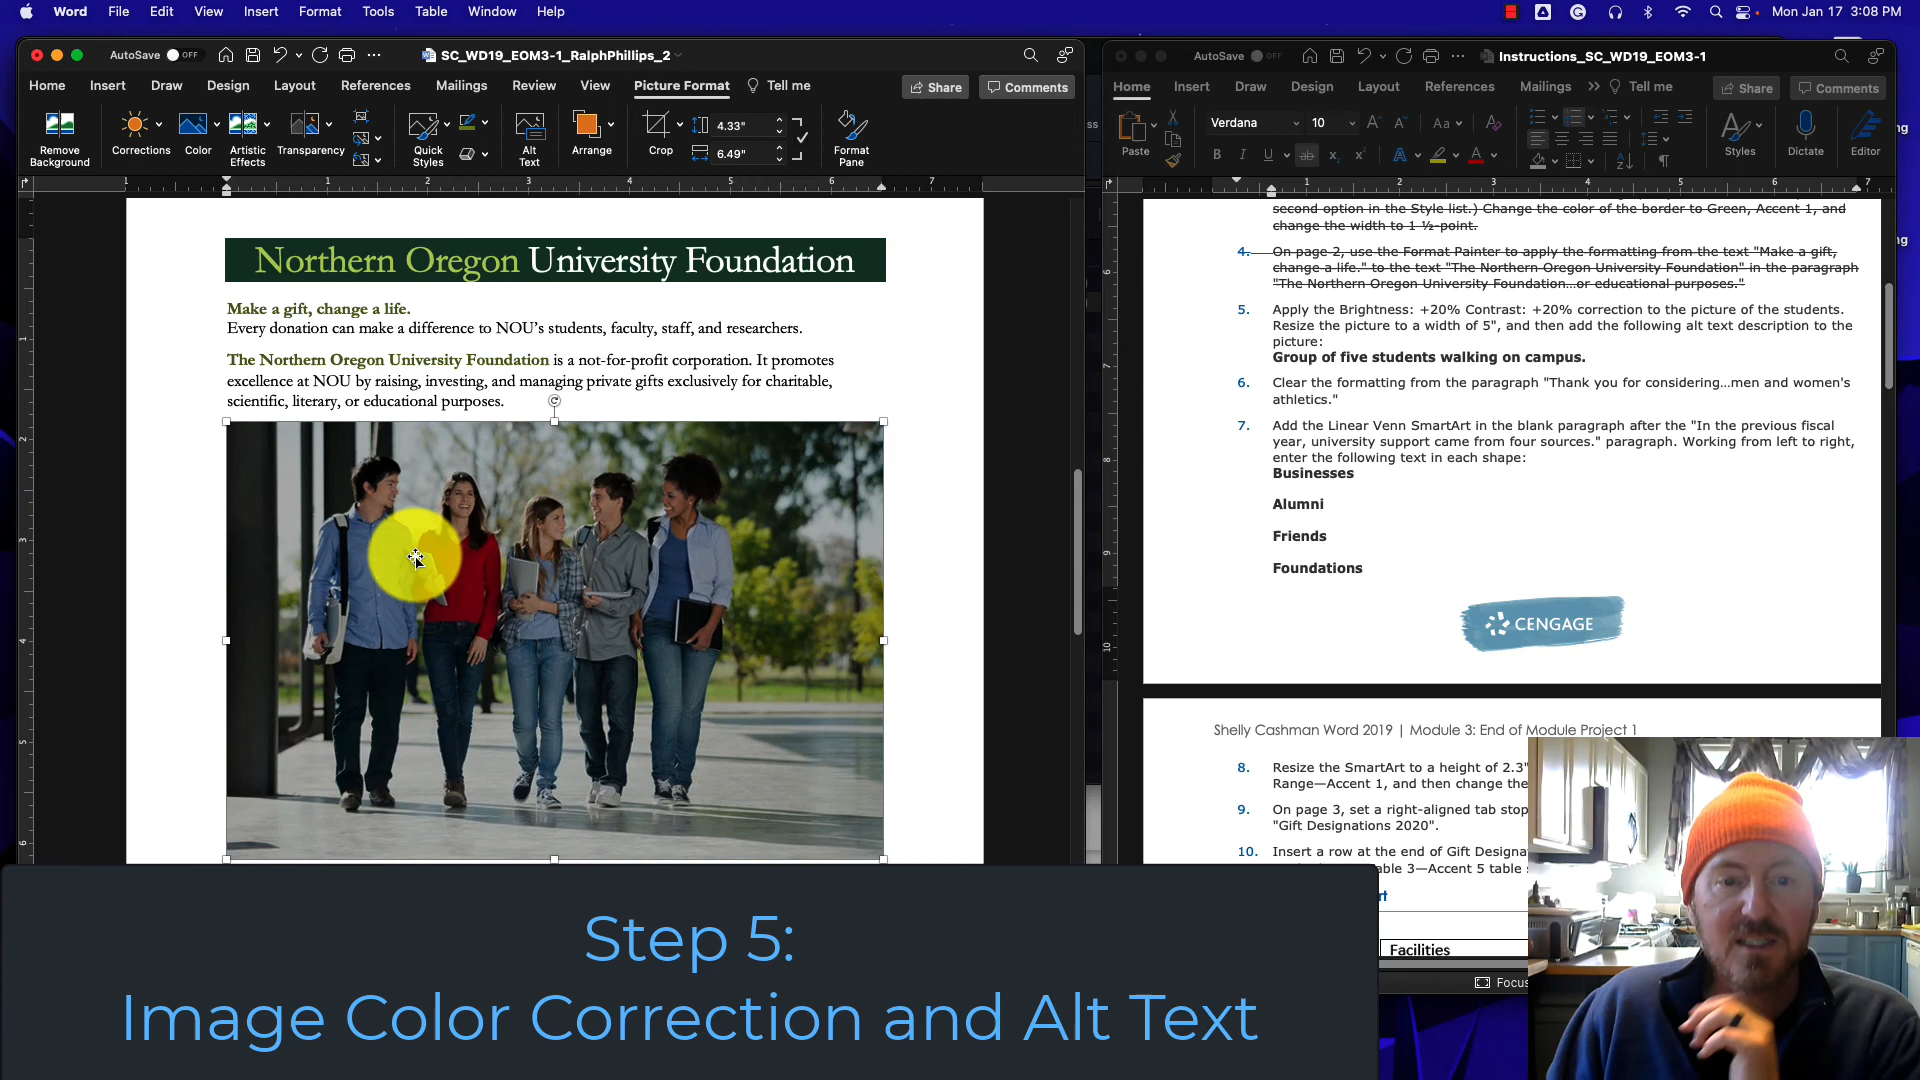 Word File Edit View Insert Format Tools Table Window Help
Mon Jan 17 3:08 PM
AutoSave OFF
SC_WD19_EOM3-1_RalphPhillips_2
Home Insert Draw Design Layout References Mailings Review View Picture Format Tell me
Share Comments
Remove Background
Corrections
Color
Artistic Effects
Transparency
Quick Styles
Alt Text
Arrange
Crop
4.33"
6.49"
Format Pane
Northern Oregon University Foundation
Make a gift, change a life.
Every donation can make a difference to NOU's students, faculty, staff, and researchers.
The Northern Oregon University Foundation is a not-for-profit corporation. It promotes
excellence at NOU by raising, investing, and managing private gifts exclusively for charitable,
scientific, literary, or educational purposes.
AutoSave OFF
Instructions_SC_WD19_EOM3-1
Home Insert Draw Design Layout References Mailings Tell me
Share Comments
Paste
Verdana 10
Styles
Dictate
Editor
second option in the Style list.) Change the color of the border to Green, Accent 1, and
change the width to 1 ½-point.
4. On page 2, use the Format Painter to apply the formatting from the text "Make a gift,
change a life." to the text "The Northern Oregon University Foundation" in the paragraph
"The Northern Oregon University Foundation...or educational purposes."
5. Apply the Brightness: +20% Contrast: +20% correction to the picture of the students.
Resize the picture to a width of 5", and then add the following alt text description to the
picture:
Group of five students walking on campus.
6. Clear the formatting from the paragraph "Thank you for considering...men and women's
athletics."
7. Add the Linear Venn SmartArt in the blank paragraph after the "In the previous fiscal
year, university support came from four sources." paragraph. Working from left to right,
enter the following text in each shape:
Businesses
Alumni
Friends
Foundations
CENGAGE
Shelly Cashman Word 2019 | Module 3: End of Module Project 1
8. Resize the SmartArt to a height of 2.3"
Range—Accent 1, and then change the
9. On page 3, set a right-aligned tab stop
"Gift Designations 2020".
10. Insert a row at the end of Gift Designa
able 3—Accent 5 table
Facilities
Focus
Step 5:
Image Color Correction and Alt Text